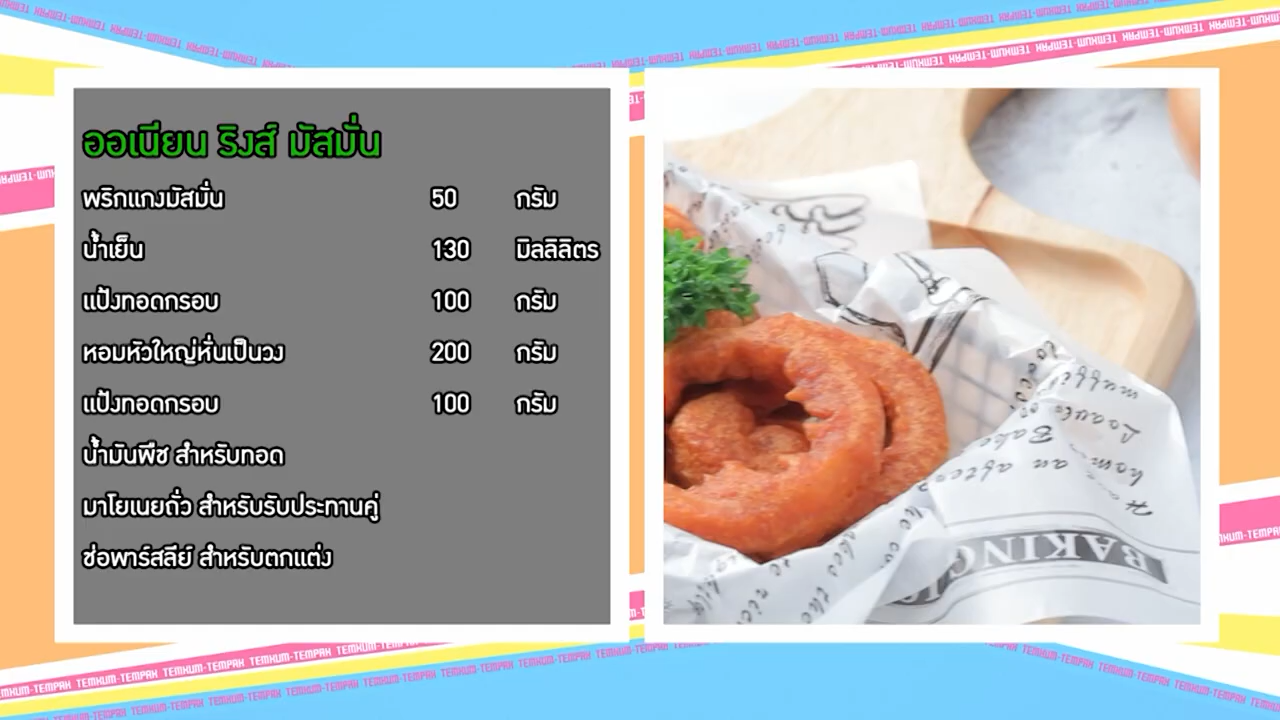 ออเนียน ริงส์ มัสมั่น
พริกแกงมัสมั่น 50 กรัม
น้ำเย็น 130 มิลลิลิตร
แป้งทอดกรอบ 100 กรัม
หอมหัวใหญ่หั่นเป็นวง 200 กรัม
แป้งทอดกรอบ 100 กรัม
น้ำมันพืช สำหรับทอด
มาโยเนยถั่ว สำหรับรับประทานคู่
ช่อพาร์สลีย์ สำหรับตกแต่ง
BAKING
TEMKUM-TEMPAK TEMKUM-TEMPAK TEMKUM-TEMPAK